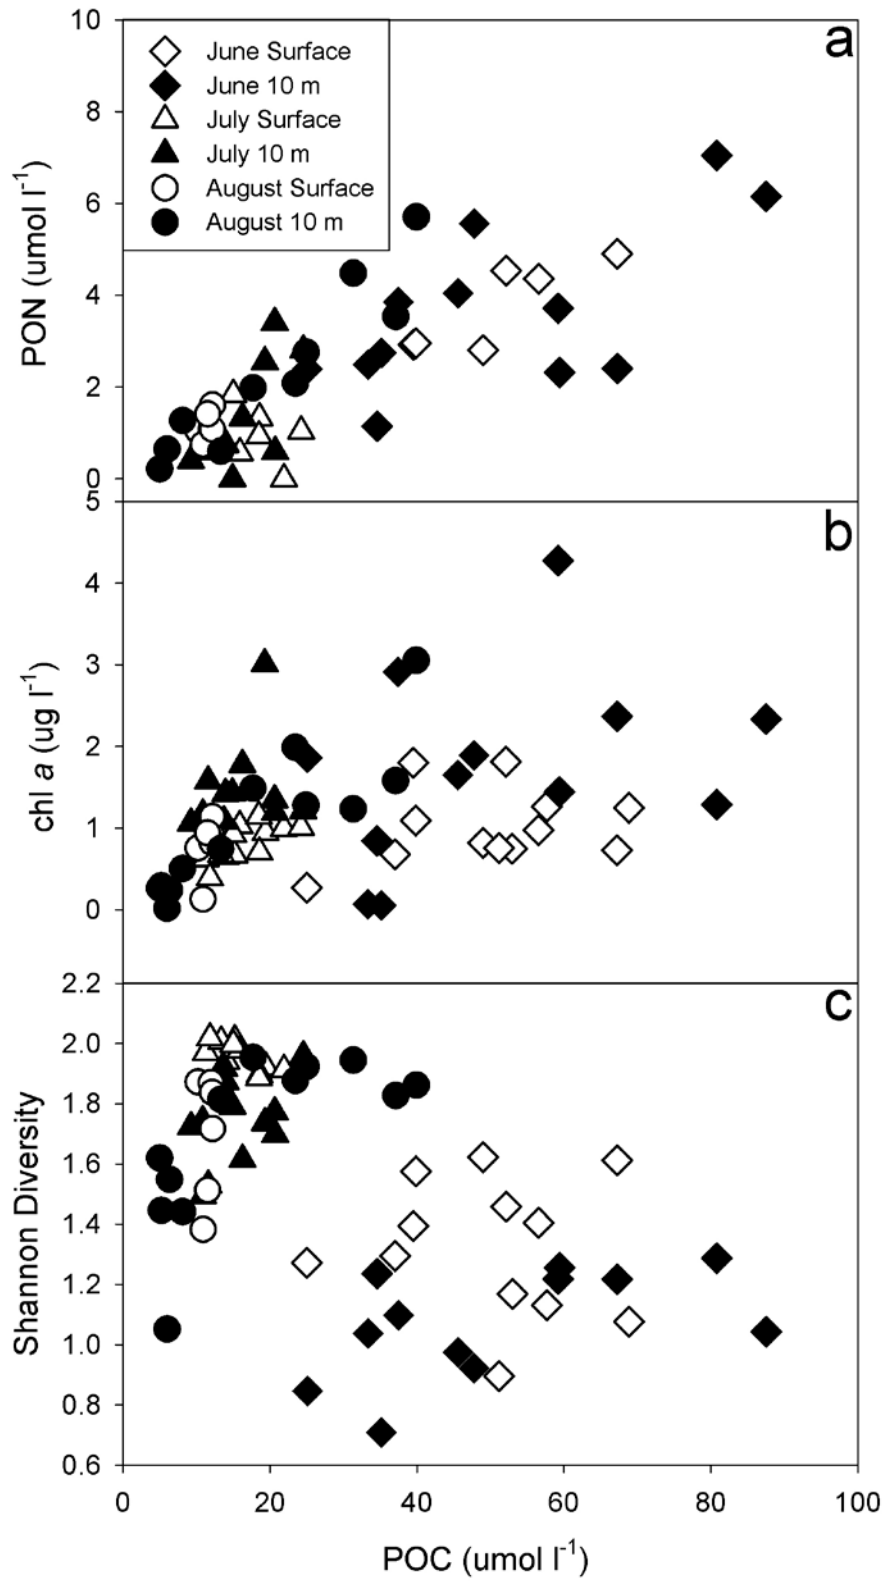 a
June Surface
June 10 m
July Surface
July 10 m
August Surface
August 10 m
PON (umol l⁻¹)
10
8
6
4
2
0
b
chl a (ug l⁻¹)
5
4
3
2
1
0
c
Shannon Diversity
2.2
2.0
1.8
1.6
1.4
1.2
1.0
0.8
0.6
0 20 40 60 80 100
POC (umol l⁻¹)